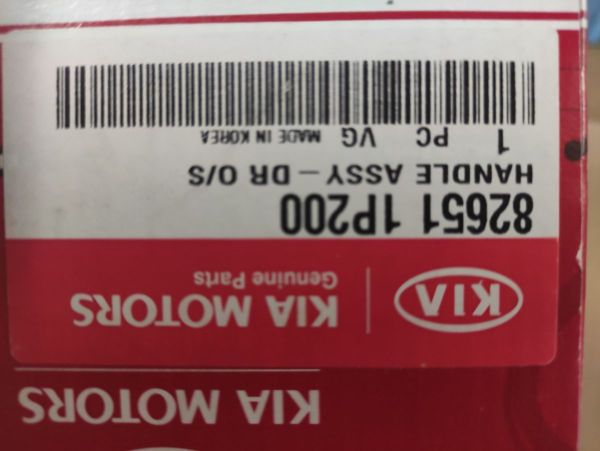 KIA MOTORS
KIA
KIA MOTORS
Genuine Parts
82651 1P200
HANDLE ASSY – DR O/S
1 PC VG MADE IN KOREA